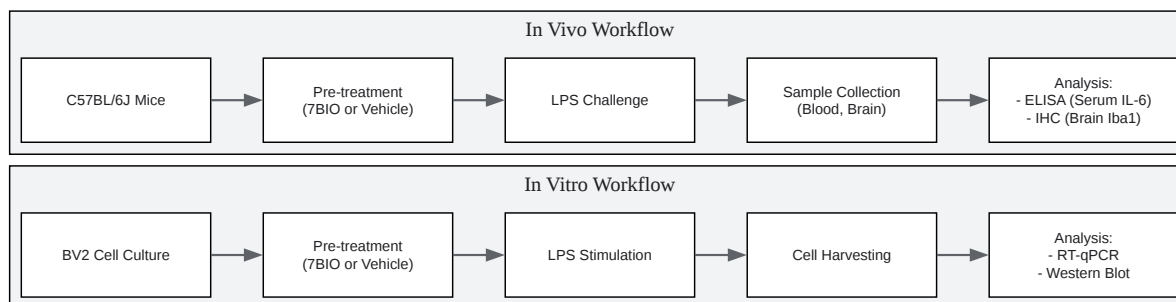 In Vivo Workflow
C57BL/6J Mice
Pre-treatment
(7BIO or Vehicle)
LPS Challenge
Sample Collection
(Blood, Brain)
Analysis:
- ELISA (Serum IL-6)
- IHC (Brain Iba1)
In Vitro Workflow
BV2 Cell Culture
Pre-treatment
(7BIO or Vehicle)
LPS Stimulation
Cell Harvesting
Analysis:
- RT-qPCR
- Western Blot